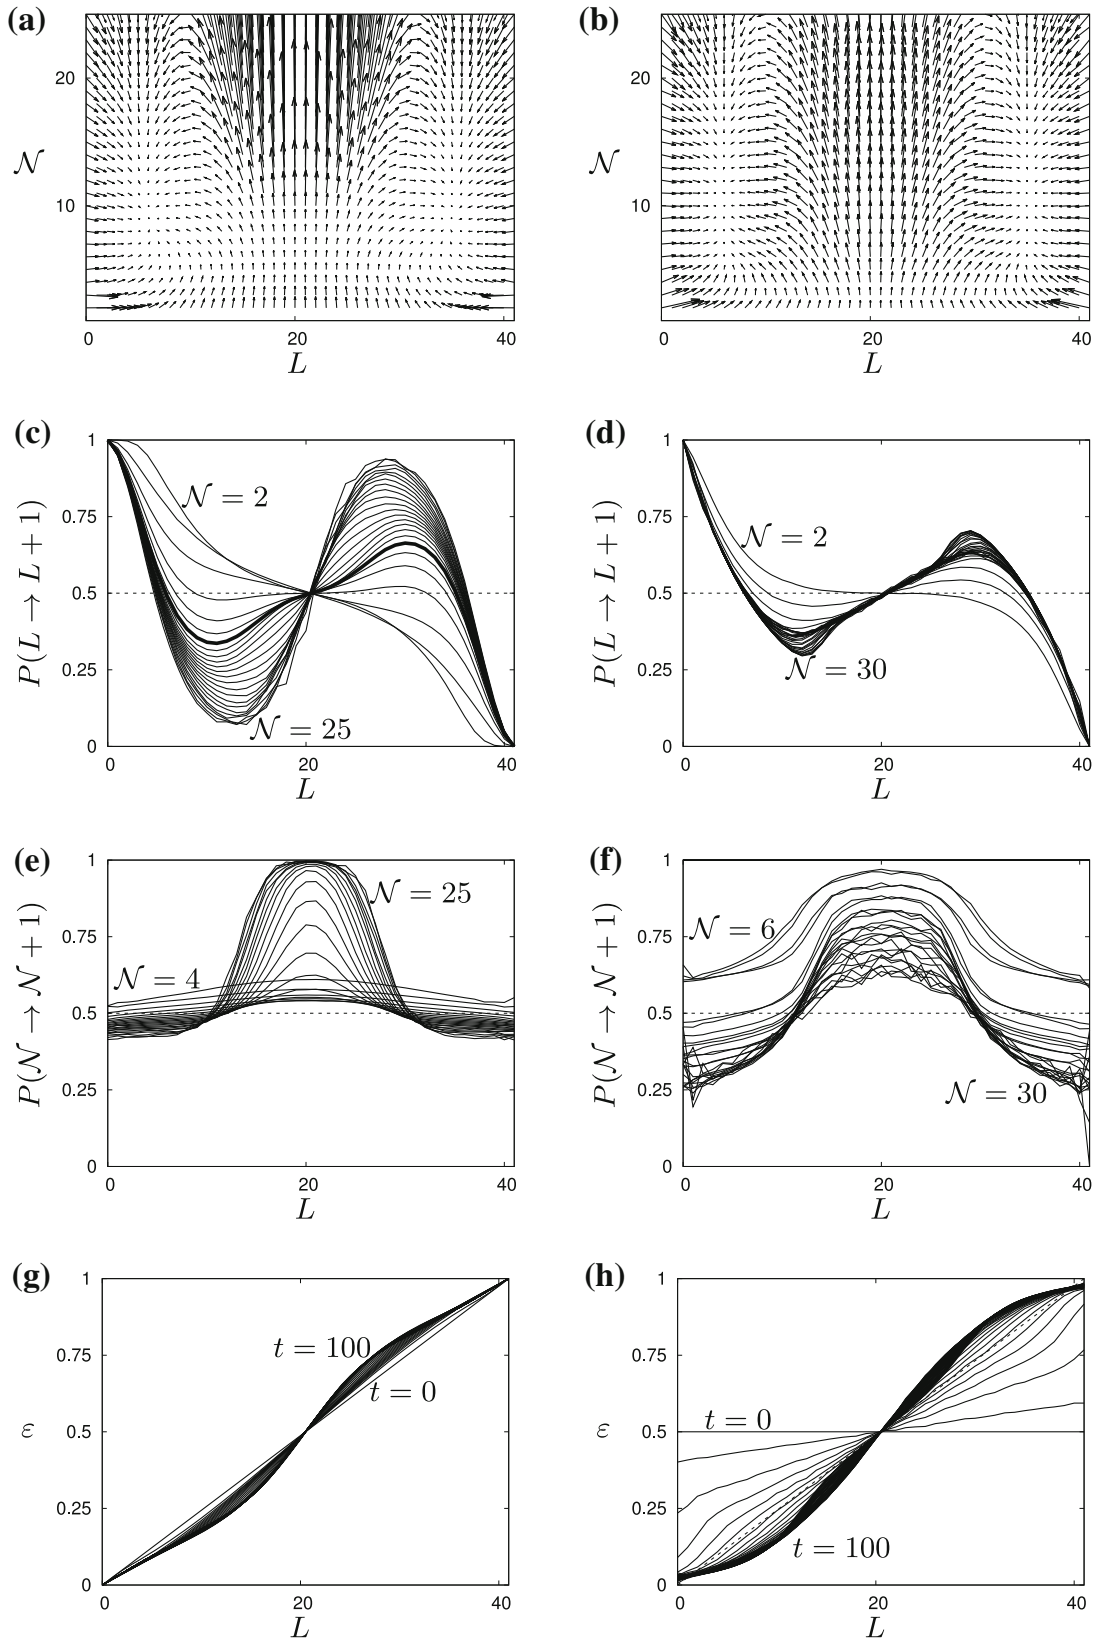 (a)
20
10
𝒩
0 20 40
L
(b)
20
10
𝒩
0 20 40
L
(c)
1
0.75
0.5
0.25
0
P(L → L + 1)
𝒩 = 2
𝒩 = 25
0 20 40
L
(d)
1
0.75
0.5
0.25
0
P(L → L + 1)
𝒩 = 2
𝒩 = 30
0 20 40
L
(e)
1
0.75
0.5
0.25
0
P(𝒩 → 𝒩 + 1)
𝒩 = 25
𝒩 = 4
0 20 40
L
(f)
1
0.75
0.5
0.25
0
P(𝒩 → 𝒩 + 1)
𝒩 = 6
𝒩 = 30
0 20 40
L
(g)
1
0.75
0.5
0.25
0
ε
t = 100
t = 0
0 20 40
L
(h)
1
0.75
0.5
0.25
0
ε
t = 0
t = 100
0 20 40
L